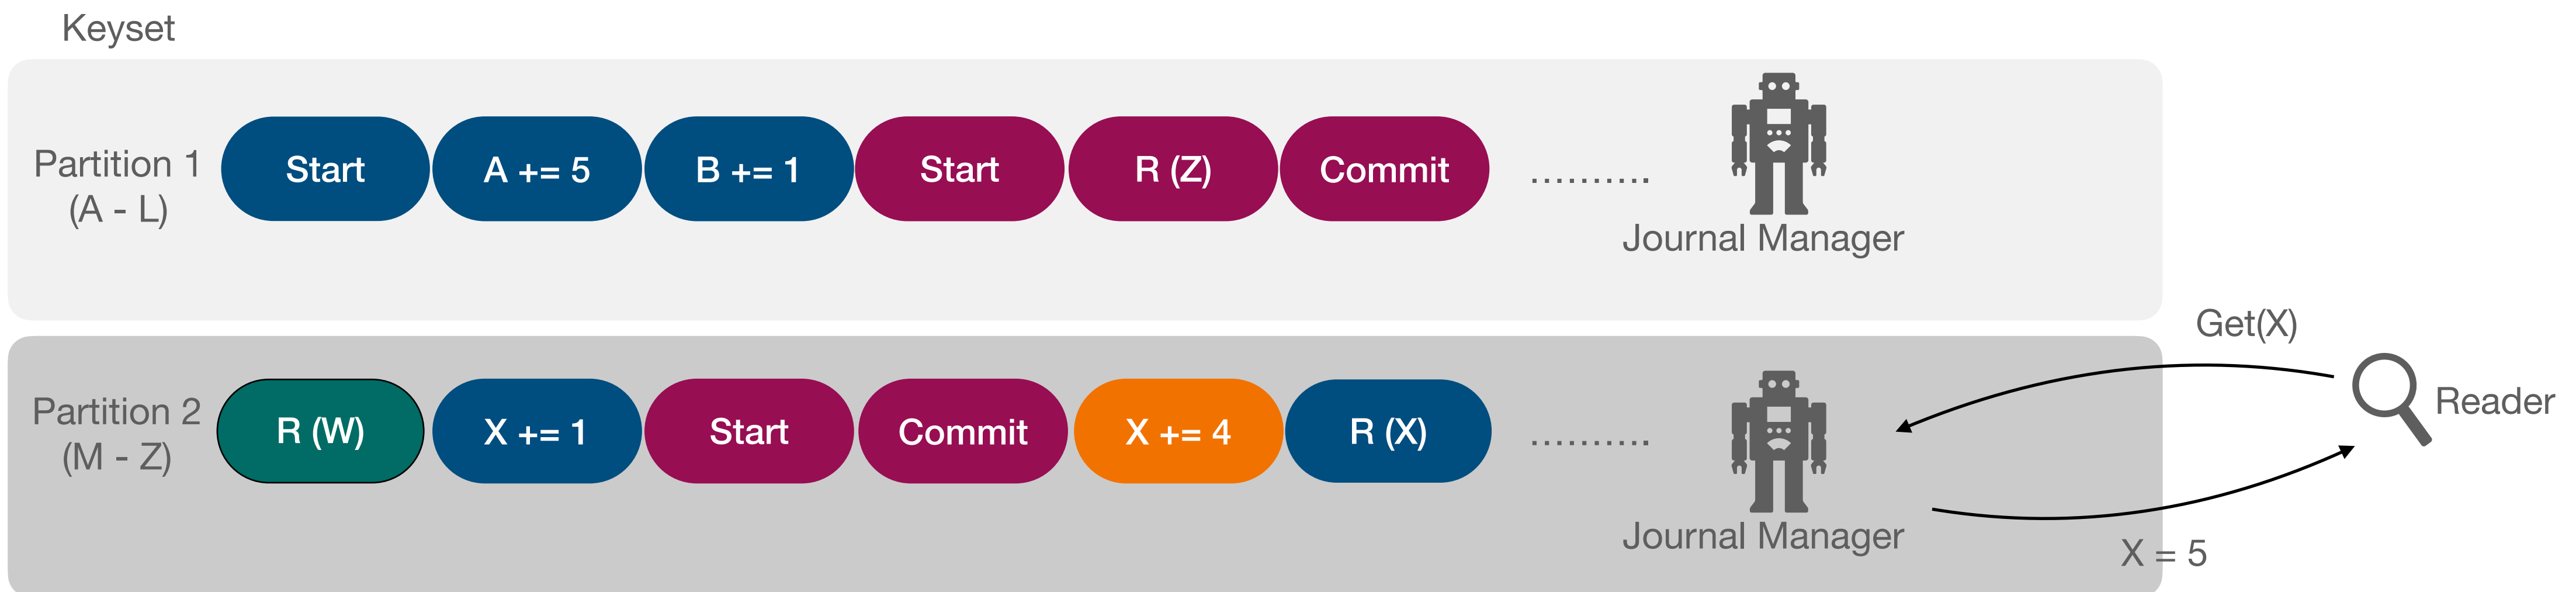 Keyset
Partition 1
(A - L)
Start
A += 5
B += 1
Start
R (Z)
Commit
..........
Journal Manager
Partition 2
(M - Z)
R (W)
X += 1
Start
Commit
X += 4
R (X)
..........
Journal Manager
Get(X)
Reader
X = 5